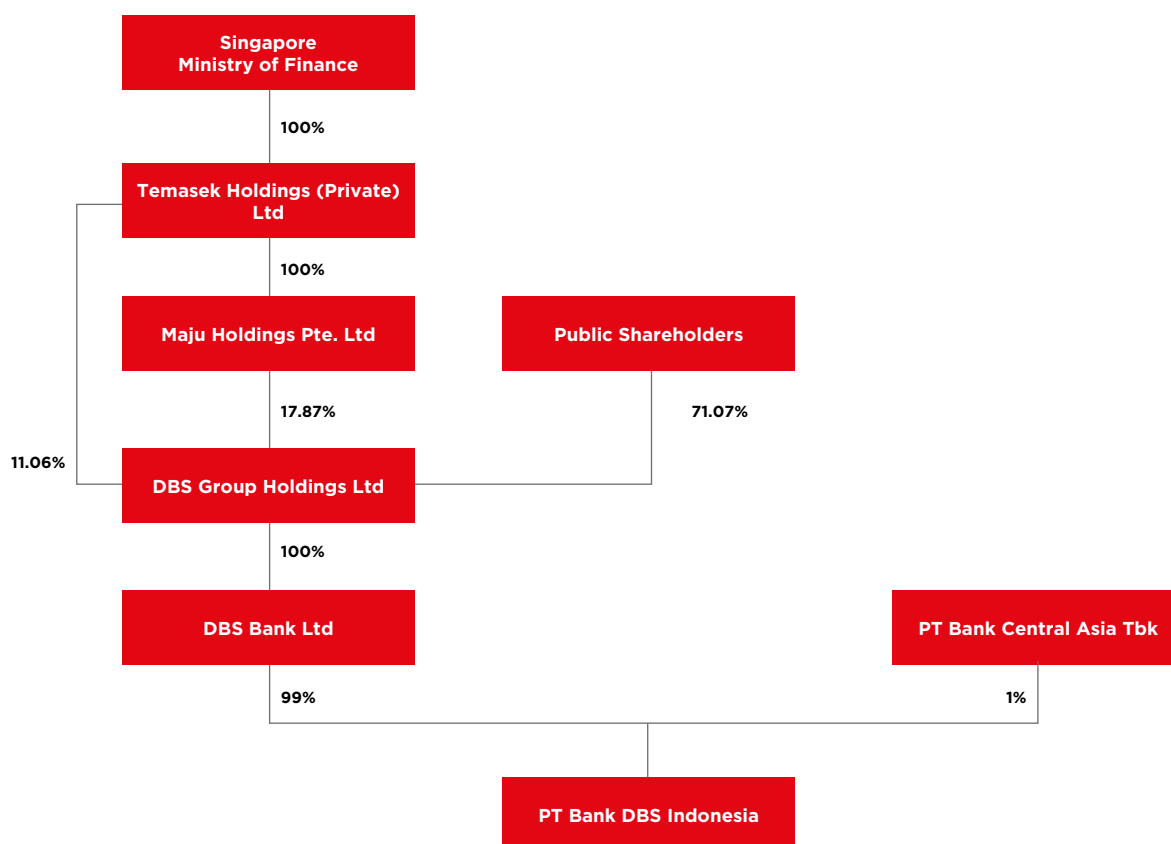 Singapore
Ministry of Finance
100%
Temasek Holdings (Private)
Ltd
100%
Maju Holdings Pte. Ltd
Public Shareholders
17.87%
71.07%
11.06%
DBS Group Holdings Ltd
100%
DBS Bank Ltd
PT Bank Central Asia Tbk
99%
1%
PT Bank DBS Indonesia